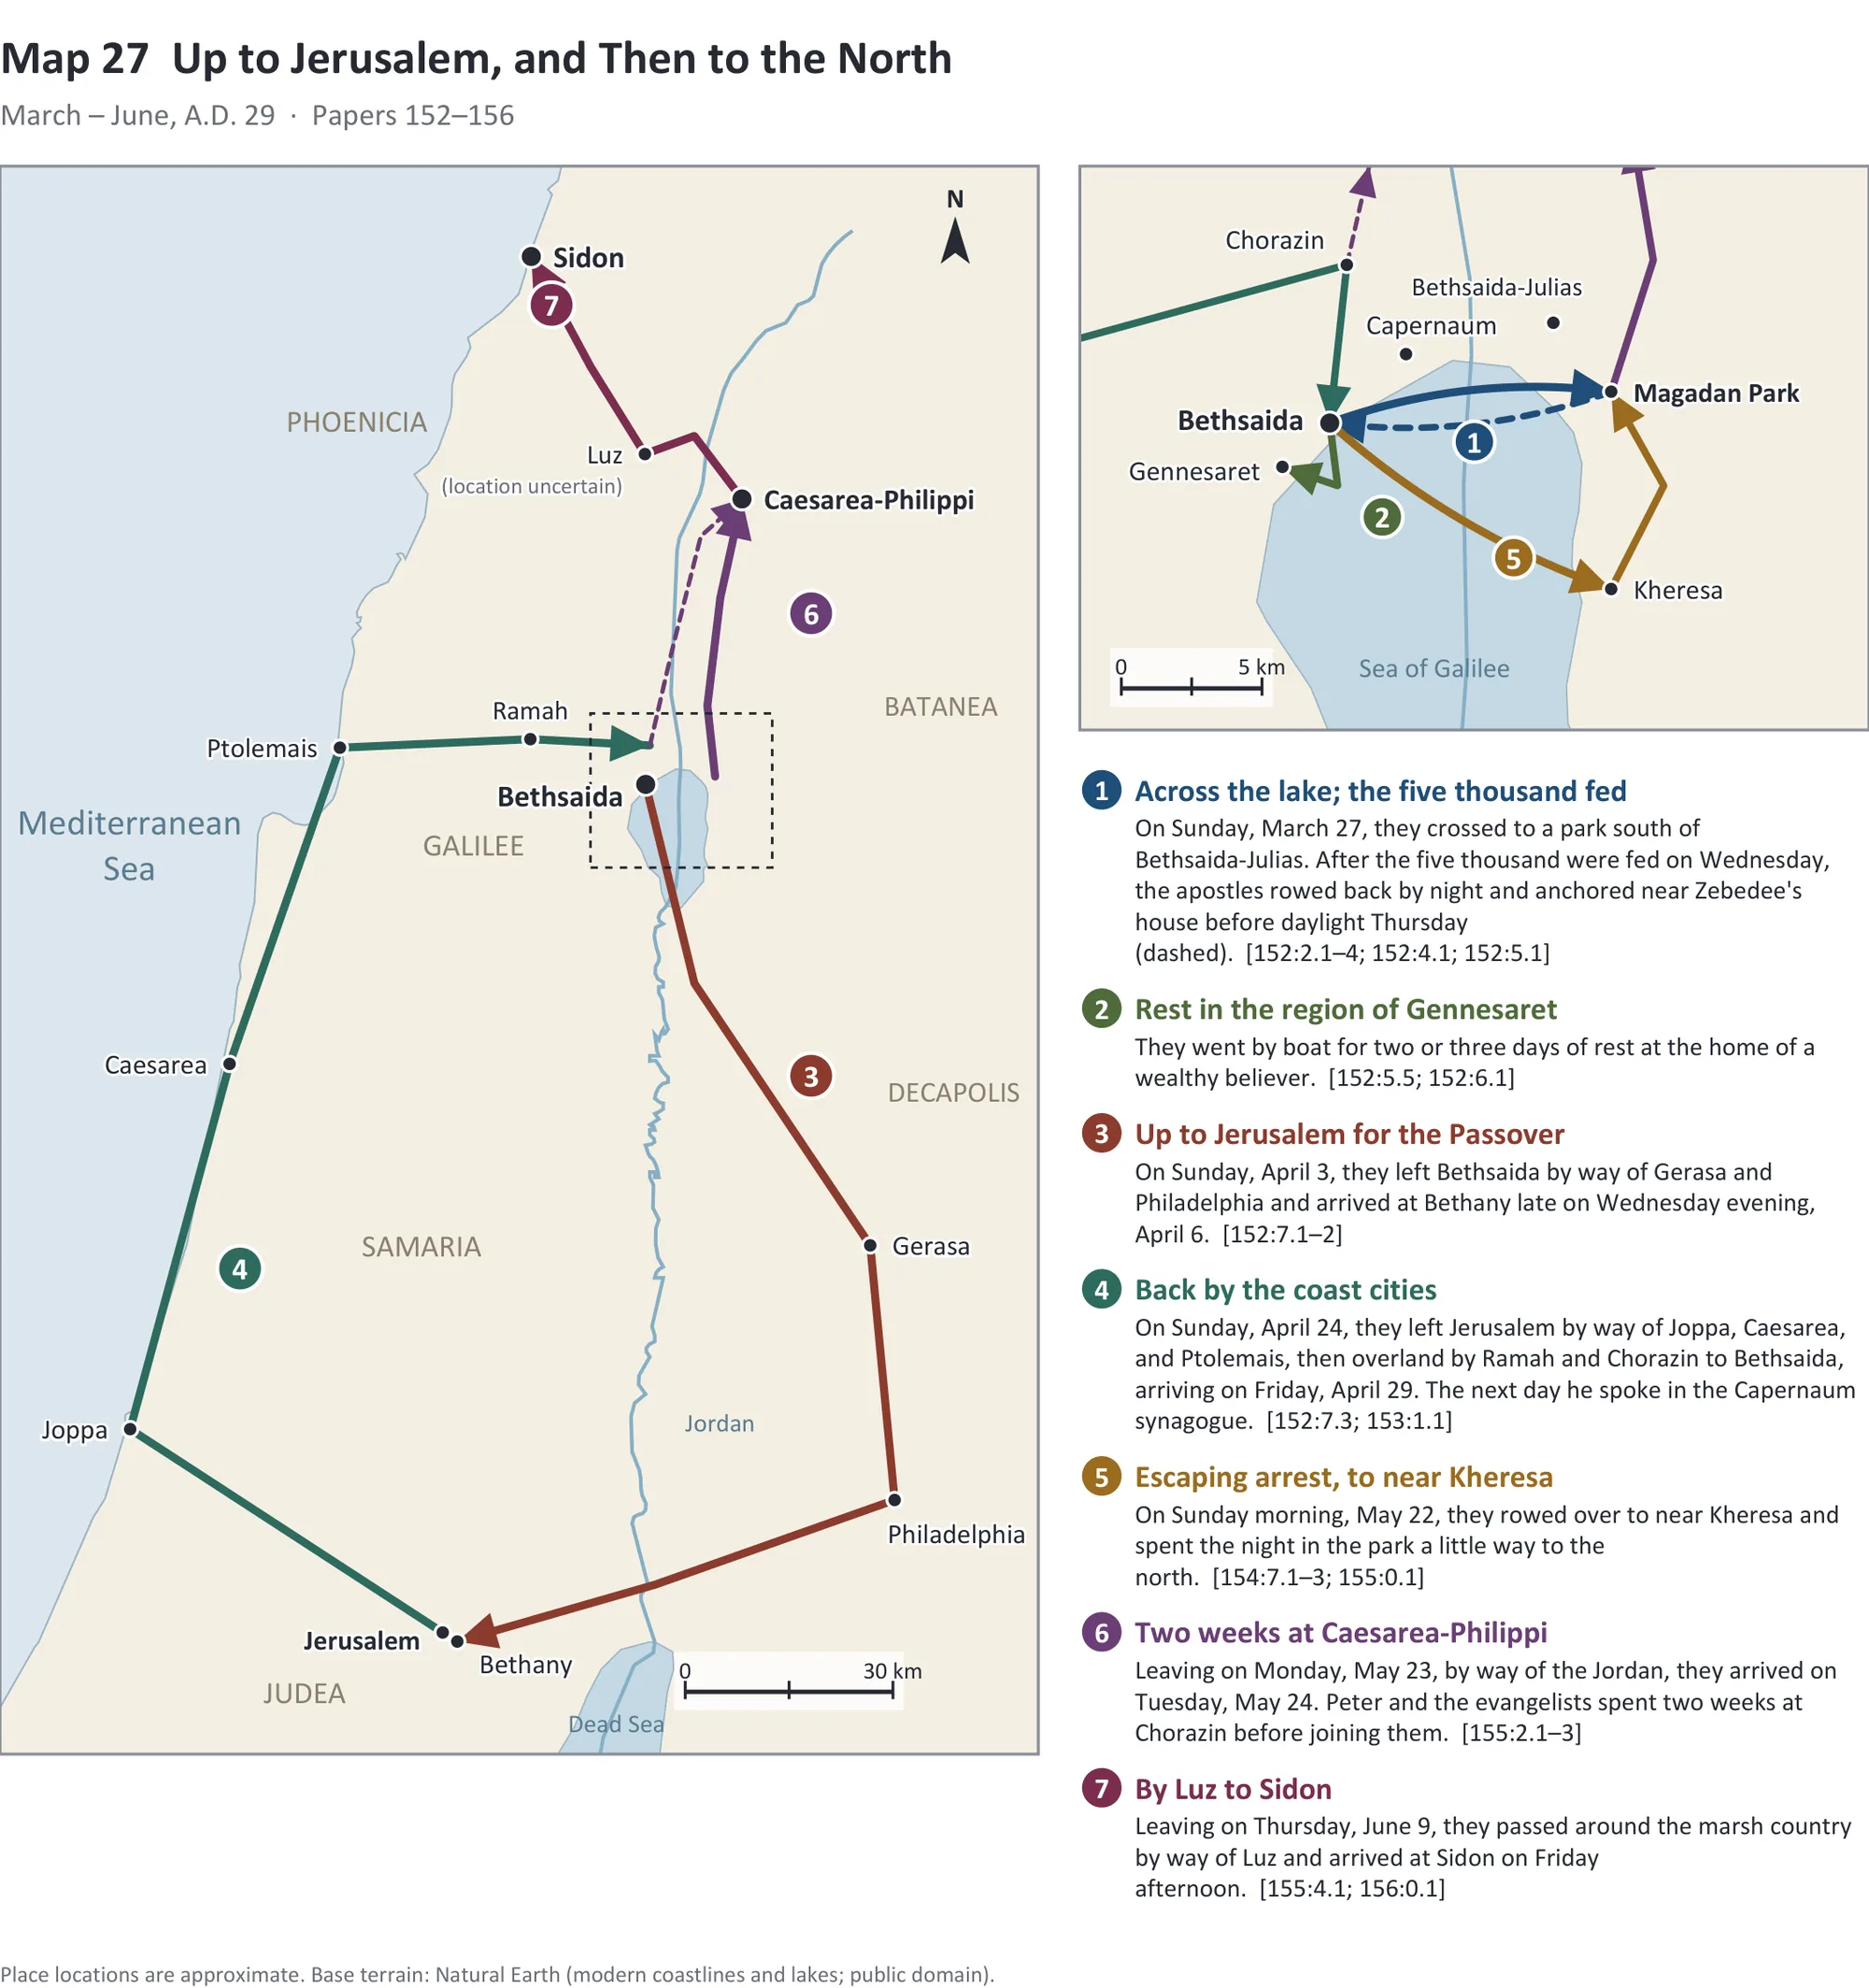 Map 27  Up to Jerusalem, and Then to the North
March – June, A.D. 29  ·  Papers 152–156
N
Sidon
7
PHOENICIA
Luz
(location uncertain)
Caesarea-Philippi
6
BATANEA
Ramah
Ptolemais
Bethsaida
Mediterranean
Sea
GALILEE
Caesarea
3
DECAPOLIS
SAMARIA
Gerasa
4
Jordan
Joppa
Philadelphia
Jerusalem
Bethany
0
30 km
JUDEA
Dead Sea
Chorazin
Bethsaida-Julias
Capernaum
Magadan Park
Bethsaida
1
Gennesaret
2
5
Kheresa
0
5 km
Sea of Galilee
1 Across the lake; the five thousand fed
On Sunday, March 27, they crossed to a park south of
Bethsaida-Julias. After the five thousand were fed on Wednesday,
the apostles rowed back by night and anchored near Zebedee's
house before daylight Thursday
(dashed).  [152:2.1–4; 152:4.1; 152:5.1]
2 Rest in the region of Gennesaret
They went by boat for two or three days of rest at the home of a
wealthy believer.  [152:5.5; 152:6.1]
3 Up to Jerusalem for the Passover
On Sunday, April 3, they left Bethsaida by way of Gerasa and
Philadelphia and arrived at Bethany late on Wednesday evening,
April 6.  [152:7.1–2]
4 Back by the coast cities
On Sunday, April 24, they left Jerusalem by way of Joppa, Caesarea,
and Ptolemais, then overland by Ramah and Chorazin to Bethsaida,
arriving on Friday, April 29. The next day he spoke in the Capernaum
synagogue.  [152:7.3; 153:1.1]
5 Escaping arrest, to near Kheresa
On Sunday morning, May 22, they rowed over to near Kheresa and
spent the night in the park a little way to the
north.  [154:7.1–3; 155:0.1]
6 Two weeks at Caesarea-Philippi
Leaving on Monday, May 23, by way of the Jordan, they arrived on
Tuesday, May 24. Peter and the evangelists spent two weeks at
Chorazin before joining them.  [155:2.1–3]
7 By Luz to Sidon
Leaving on Thursday, June 9, they passed around the marsh country
by way of Luz and arrived at Sidon on Friday
afternoon.  [155:4.1; 156:0.1]
Place locations are approximate. Base terrain: Natural Earth (modern coastlines and lakes; public domain).